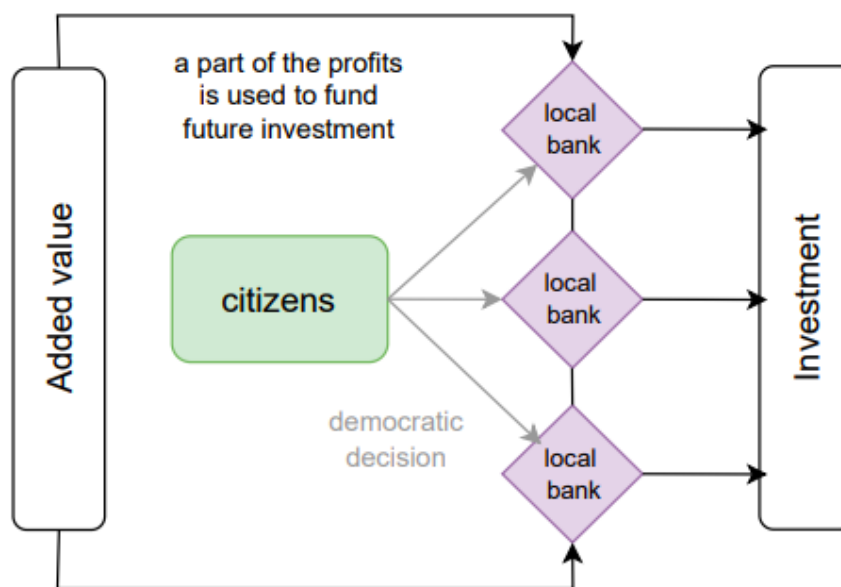 a part of the profits
is used to fund
future investment
Added value
citizens
democratic
decision
local
bank
local
bank
local
bank
Investment